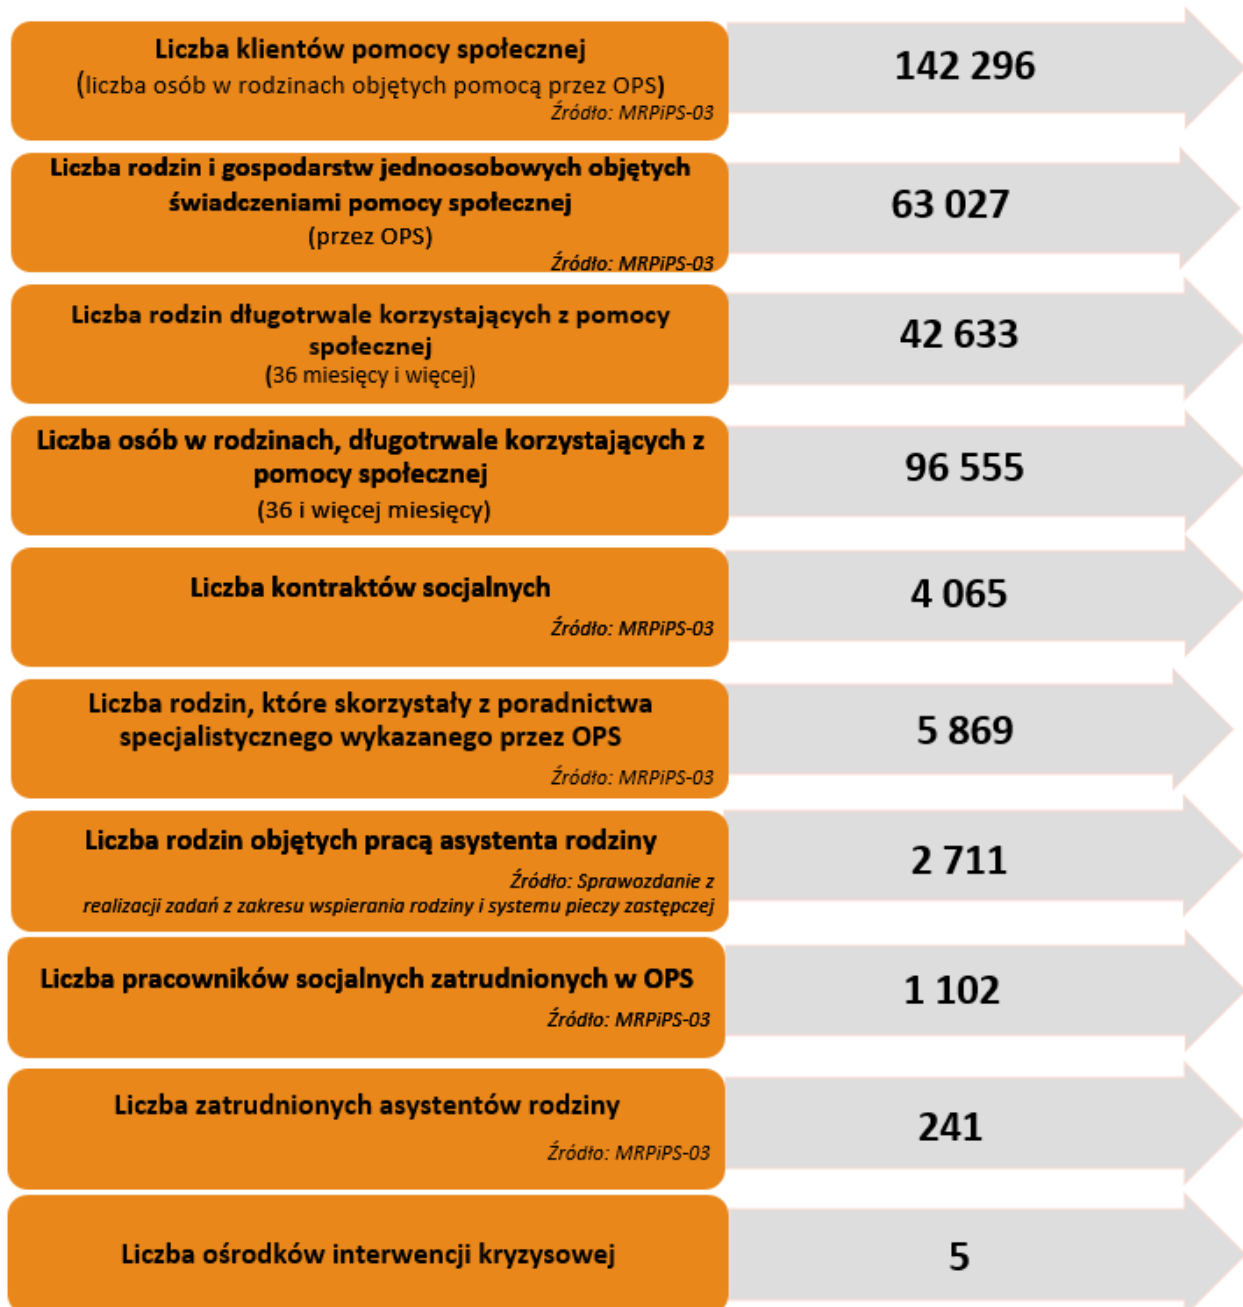 Liczba klientów pomocy społecznej
(liczba osób w rodzinach objętych pomocą przez OPS)
Źródło: MRPiPS-03
142 296
Liczba rodzin i gospodarstw jednoosobowych objętych
świadczeniami pomocy społecznej
(przez OPS)
Źródło: MRPiPS-03
63 027
Liczba rodzin długotrwale korzystających z pomocy
społecznej
(36 miesięcy i więcej)
42 633
Liczba osób w rodzinach, długotrwale korzystających z
pomocy społecznej
(36 i więcej miesięcy)
96 555
Liczba kontraktów socjalnych
Źródło: MRPiPS-03
4 065
Liczba rodzin, które skorzystały z poradnictwa
specjalistycznego wykazanego przez OPS
Źródło: MRPiPS-03
5 869
Liczba rodzin objętych pracą asystenta rodziny
Źródło: Sprawozdanie z
realizacji zadań z zakresu wspierania rodziny i systemu pieczy zastępczej
2 711
Liczba pracowników socjalnych zatrudnionych w OPS
Źródło: MRPiPS-03
1 102
Liczba zatrudnionych asystentów rodziny
Źródło: MRPiPS-03
241
Liczba ośrodków interwencji kryzysowej
5